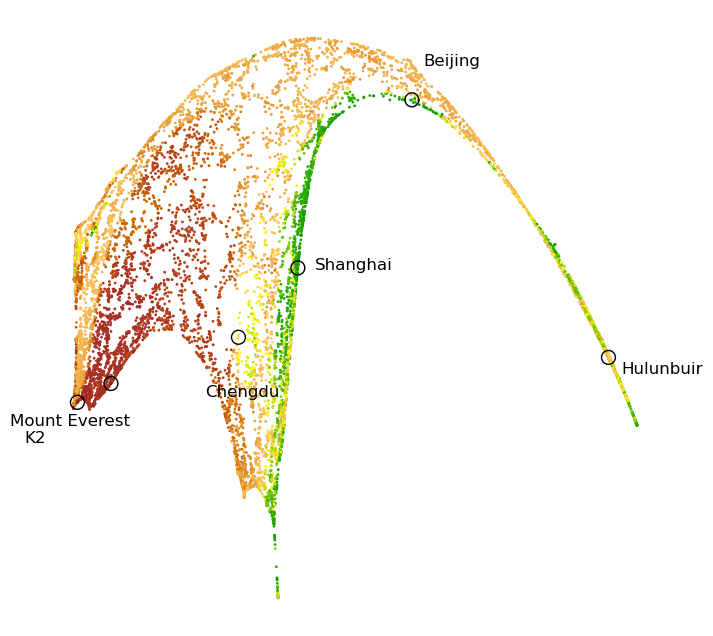 Beijing
Shanghai
Hulunbuir
Chengdu
Mount Everest
K2